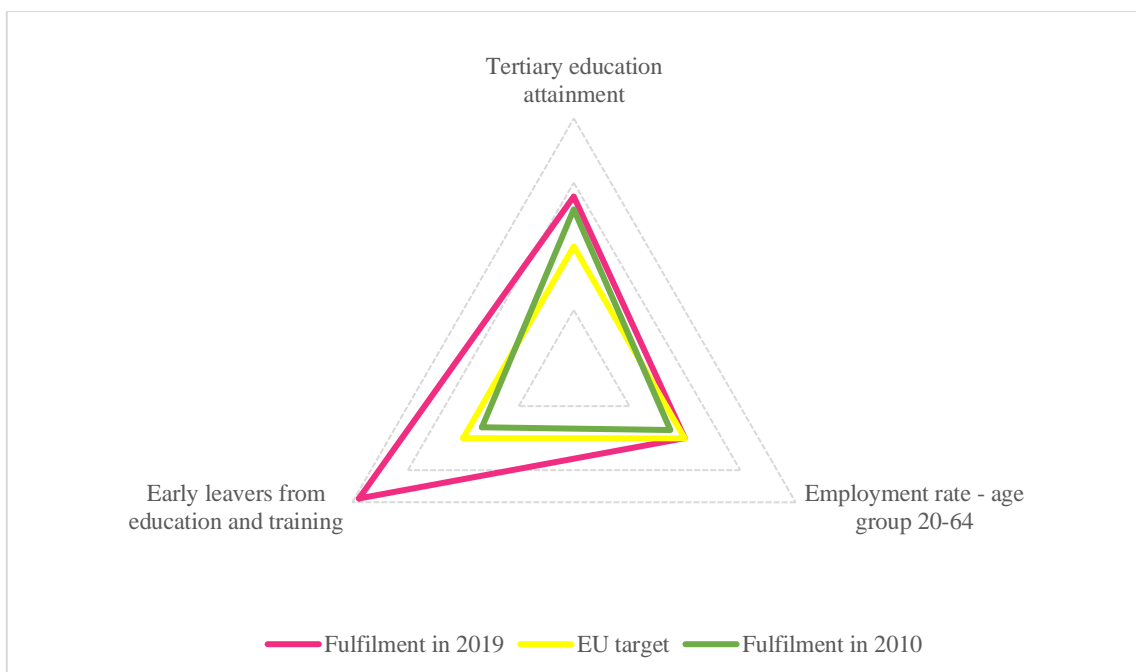 Tertiary education
attainment
Early leavers from
education and training
Employment rate - age
group 20-64
Fulfilment in 2019
EU target
Fulfilment in 2010